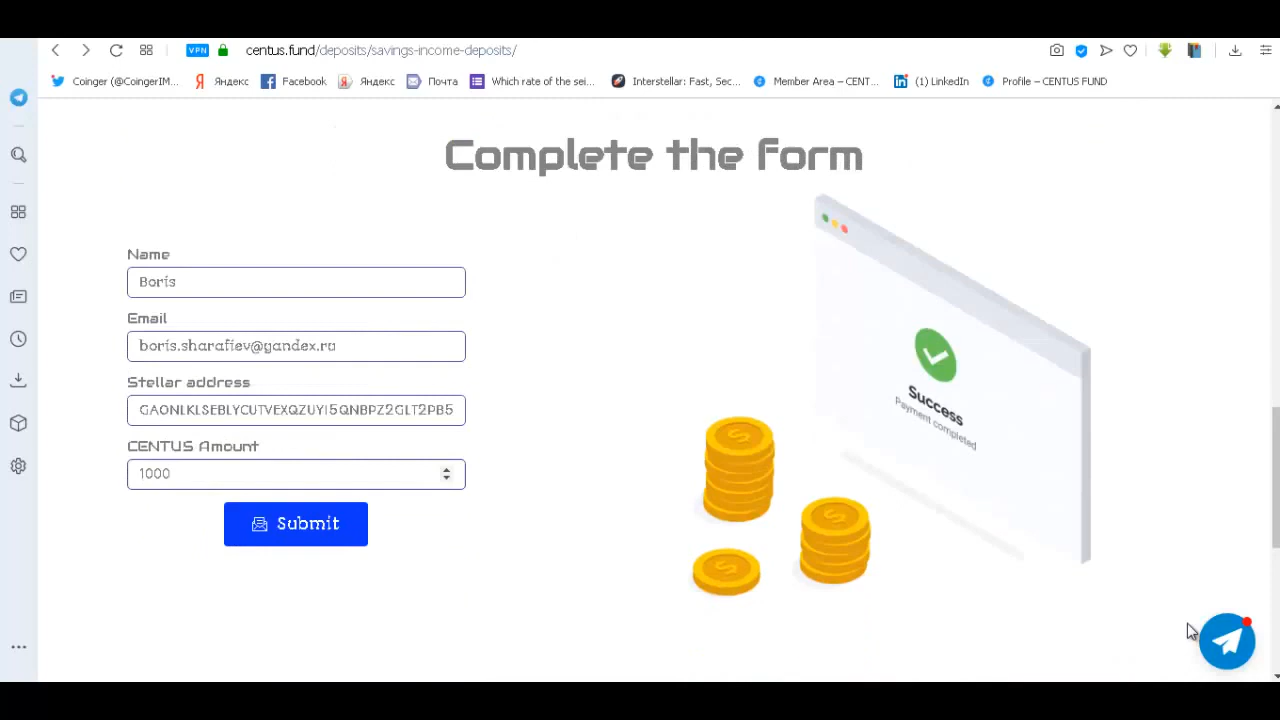 VPN centus.fund/deposits/savings-income-deposits/
Coinger (@CoingerIM... Яндекс Facebook Яндекс Почта Which rate of the sei... Interstellar: Fast, Sec... Member Area – CENT... (1) LinkedIn Profile – CENTUS FUND
Complete the form
Name
Boris
Email
boris.sharafiev@yandex.ru
Stellar address
GAONLKLSEBLYCUTVEXQZUYI5QNBPZ2GLT2PB5
CENTUS Amount
1000
Submit
Success
Payment completed